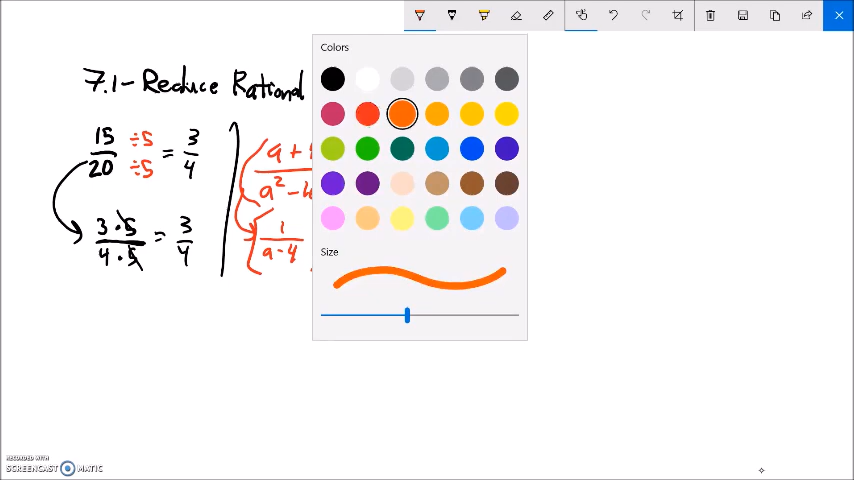 Colors
7.1- Reduce Rational
15/20 ÷5/÷5 = 3/4
a +
a² - 
3·5/4·5 = 3/4
1/a-4
Size
RECORDED WITH
SCREENCAST MATIC